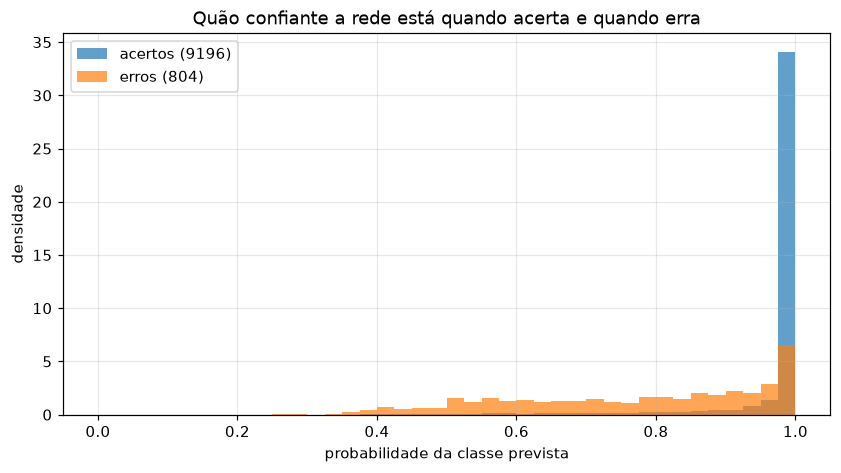 Quão confiante a rede está quando acerta e quando erra
acertos (9196)
erros (804)
densidade
35
30
25
20
15
10
5
0
0.0 0.2 0.4 0.6 0.8 1.0
probabilidade da classe prevista